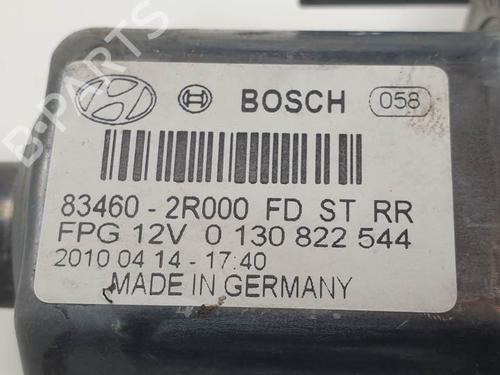 BOSCH 058
83460 - 2R000 FD ST RR
FPG 12V 0 130 822 544
2010 04 14 - 17:40
MADE IN GERMANY
B-PARTS